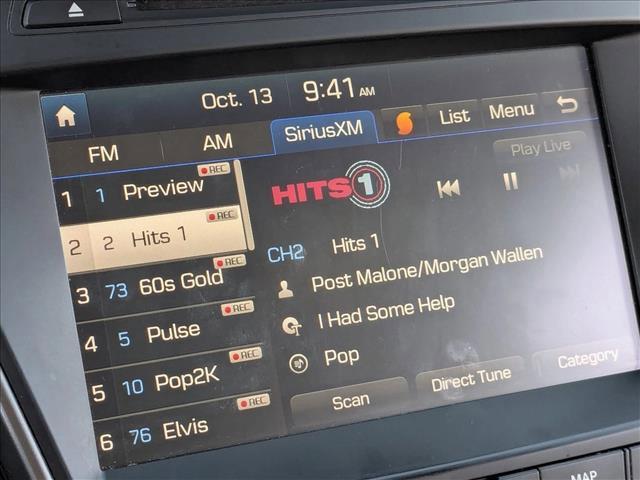 Oct. 13 9:41 AM
FM AM SiriusXM List Menu
Play Live
1 1 Preview REC
HITS 1
2 2 Hits 1 REC
CH2 Hits 1
3 73 60s Gold REC
Post Malone/Morgan Wallen
4 5 Pulse REC
I Had Some Help
5 10 Pop2K REC
Pop
6 76 Elvis REC
Scan Direct Tune Category
MAP